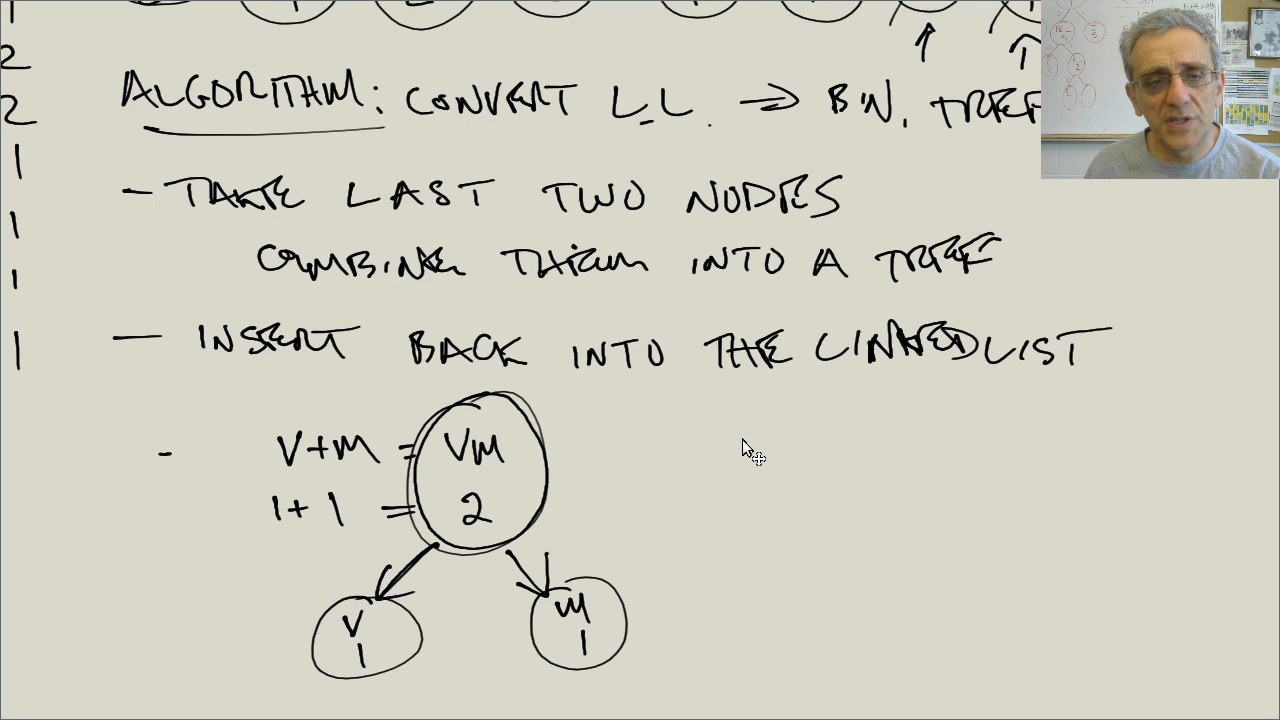 2
ALGORITHM: CONVERT L.L. → BIN. TREE
2
- TAKE LAST TWO NODES
1
COMBINE THEM INTO A TREE
1
1
- INSERT BACK INTO THE LINKEDLIST
1
- V+M = VM
1+1 = 2
V M
1 1